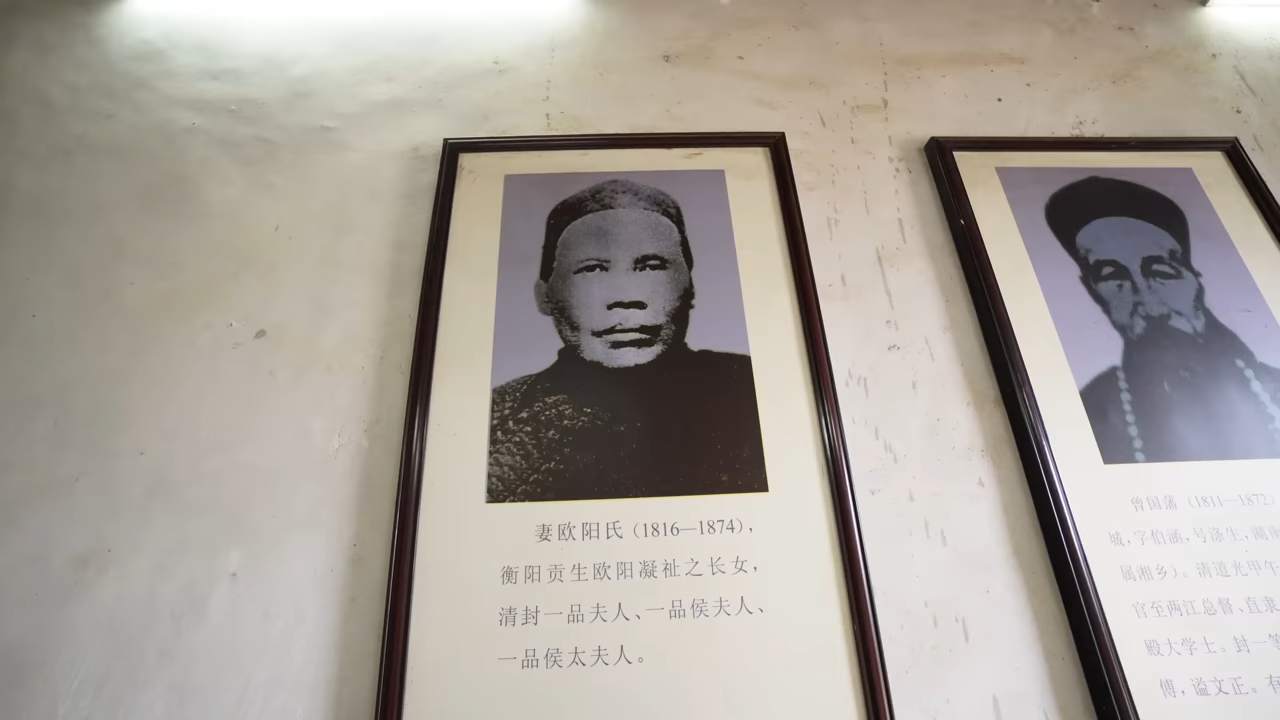 妻欧阳氏（1816—1874），
衡阳贡生欧阳凝祉之长女，
清封一品夫人、一品侯夫人、
一品侯太夫人。
曾国藩（1811—1872）
城，字伯涵，号涤生，湖南
属湘乡）。清道光甲午
官至两江总督、直隶
殿大学士。封一等
傅，谥文正。有